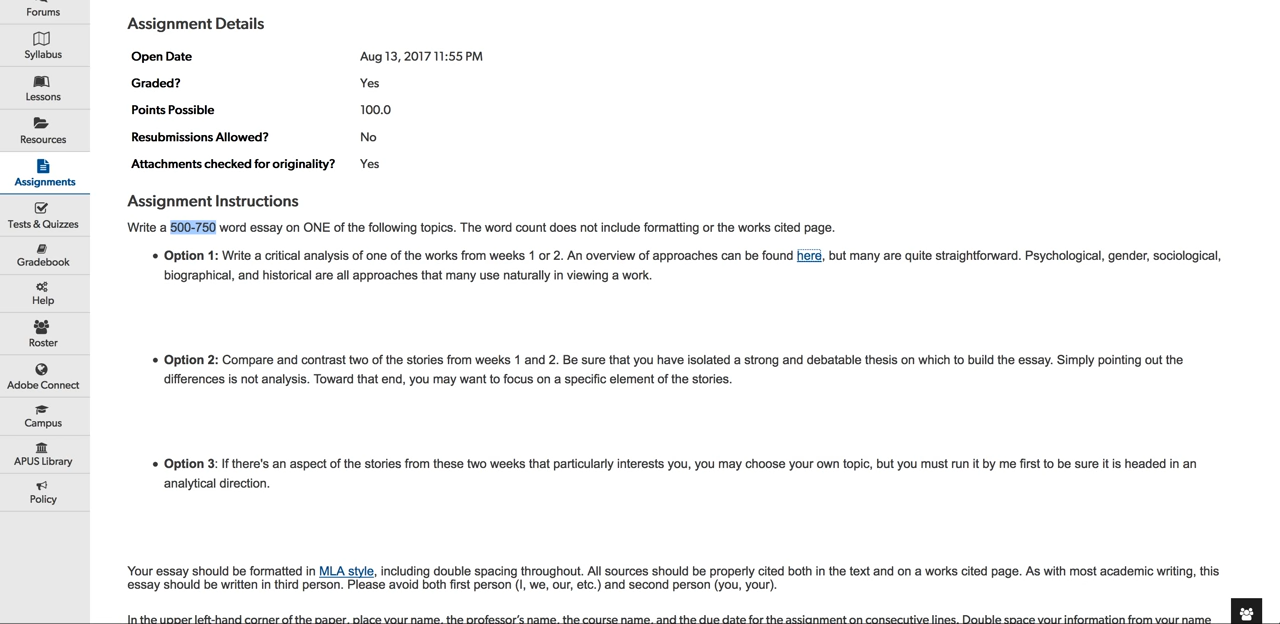 Forums
Syllabus
Lessons
Resources
Assignments
Tests & Quizzes
Gradebook
Help
Roster
Adobe Connect
Campus
APUS Library
Policy
Assignment Details
Open Date Aug 13, 2017 11:55 PM
Graded? Yes
Points Possible 100.0
Resubmissions Allowed? No
Attachments checked for originality? Yes
Assignment Instructions
Write a 500-750 word essay on ONE of the following topics. The word count does not include formatting or the works cited page.
• Option 1: Write a critical analysis of one of the works from weeks 1 or 2. An overview of approaches can be found here, but many are quite straightforward. Psychological, gender, sociological,
biographical, and historical are all approaches that many use naturally in viewing a work.
• Option 2: Compare and contrast two of the stories from weeks 1 and 2. Be sure that you have isolated a strong and debatable thesis on which to build the essay. Simply pointing out the
differences is not analysis. Toward that end, you may want to focus on a specific element of the stories.
• Option 3: If there's an aspect of the stories from these two weeks that particularly interests you, you may choose your own topic, but you must run it by me first to be sure it is headed in an
analytical direction.
Your essay should be formatted in MLA style, including double spacing throughout. All sources should be properly cited both in the text and on a works cited page. As with most academic writing, this
essay should be written in third person. Please avoid both first person (I, we, our, etc.) and second person (you, your).
In the upper left-hand corner of the paper, place your name, the professor's name, the course name, and the due date for the assignment on consecutive lines. Double space your information from your name